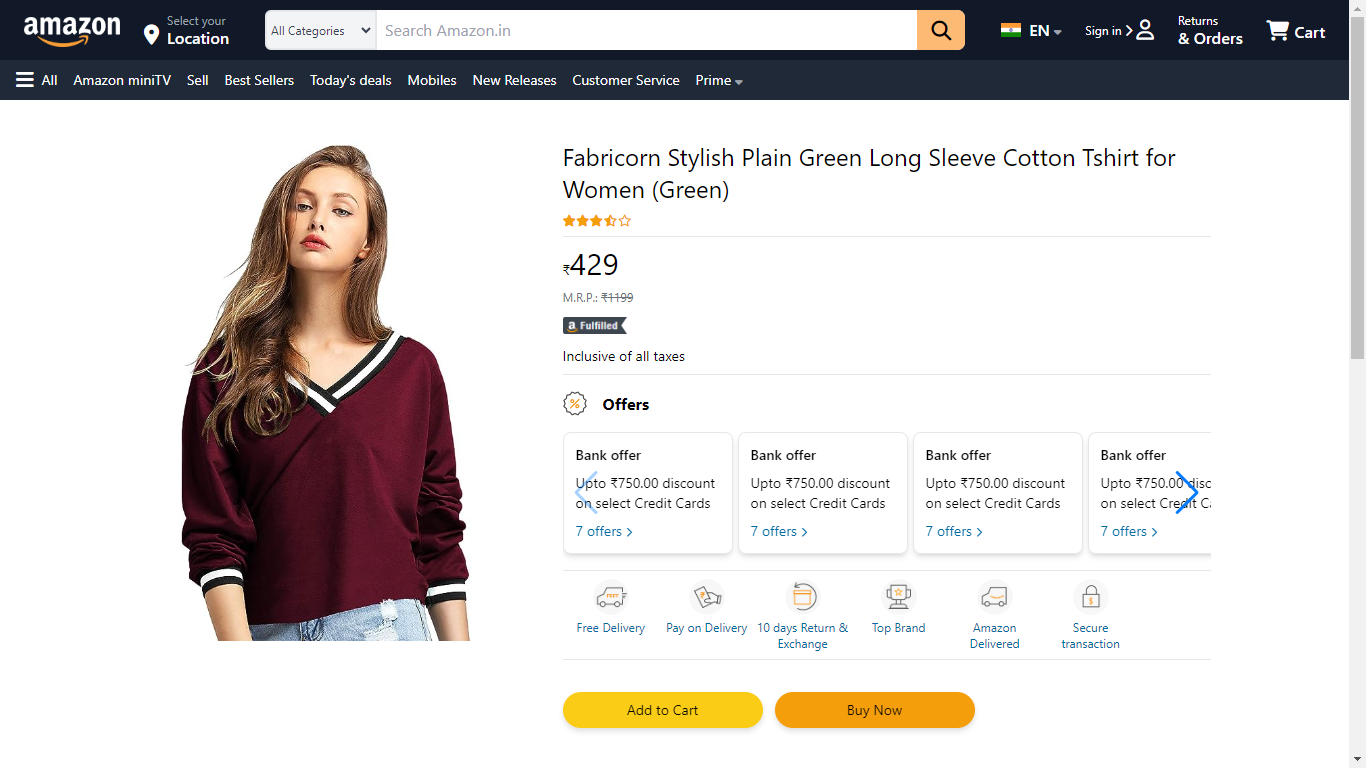 amazon
Select your
Location
All Categories
Search Amazon.in
EN
Sign in
Returns
& Orders
Cart
All
Amazon miniTV
Sell
Best Sellers
Today's deals
Mobiles
New Releases
Customer Service
Prime
Fabricorn Stylish Plain Green Long Sleeve Cotton Tshirt for
Women (Green)
₹429
M.R.P.: ₹1199
a Fulfilled
Inclusive of all taxes
% Offers
Bank offer
Upto ₹750.00 discount
on select Credit Cards
7 offers
Bank offer
Upto ₹750.00 discount
on select Credit Cards
7 offers
Bank offer
Upto ₹750.00 discount
on select Credit Cards
7 offers
Bank offer
Upto ₹750.00 disc
on select Credit Ca
7 offers
FREE
Free Delivery
₹
Pay on Delivery
10 days Return &
Exchange
Top Brand
Amazon
Delivered
$
Secure
transaction
Add to Cart
Buy Now